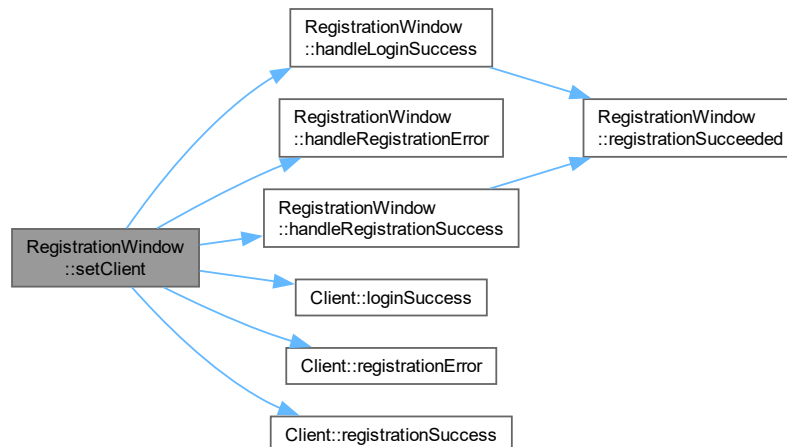 RegistrationWindow
::handleLoginSuccess
RegistrationWindow
::handleRegistrationError
RegistrationWindow
::registrationSucceeded
RegistrationWindow
::handleRegistrationSuccess
RegistrationWindow
::setClient
Client::loginSuccess
Client::registrationError
Client::registrationSuccess